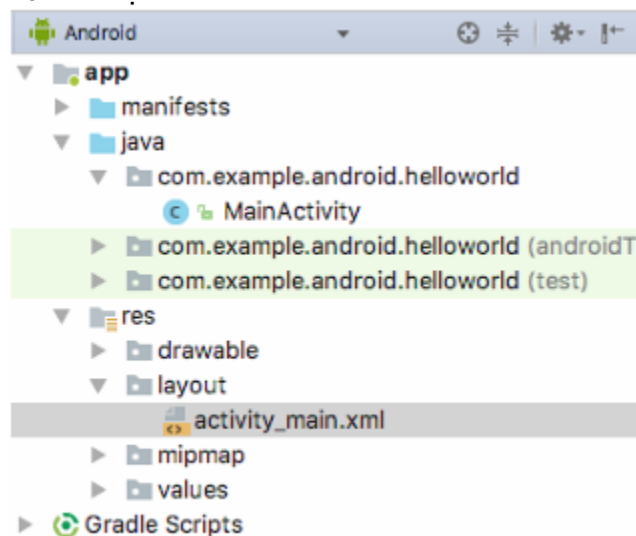 Android
app
manifests
java
com.example.android.helloworld
C MainActivity
com.example.android.helloworld (androidT
com.example.android.helloworld (test)
res
drawable
layout
activity_main.xml
mipmap
values
Gradle Scripts